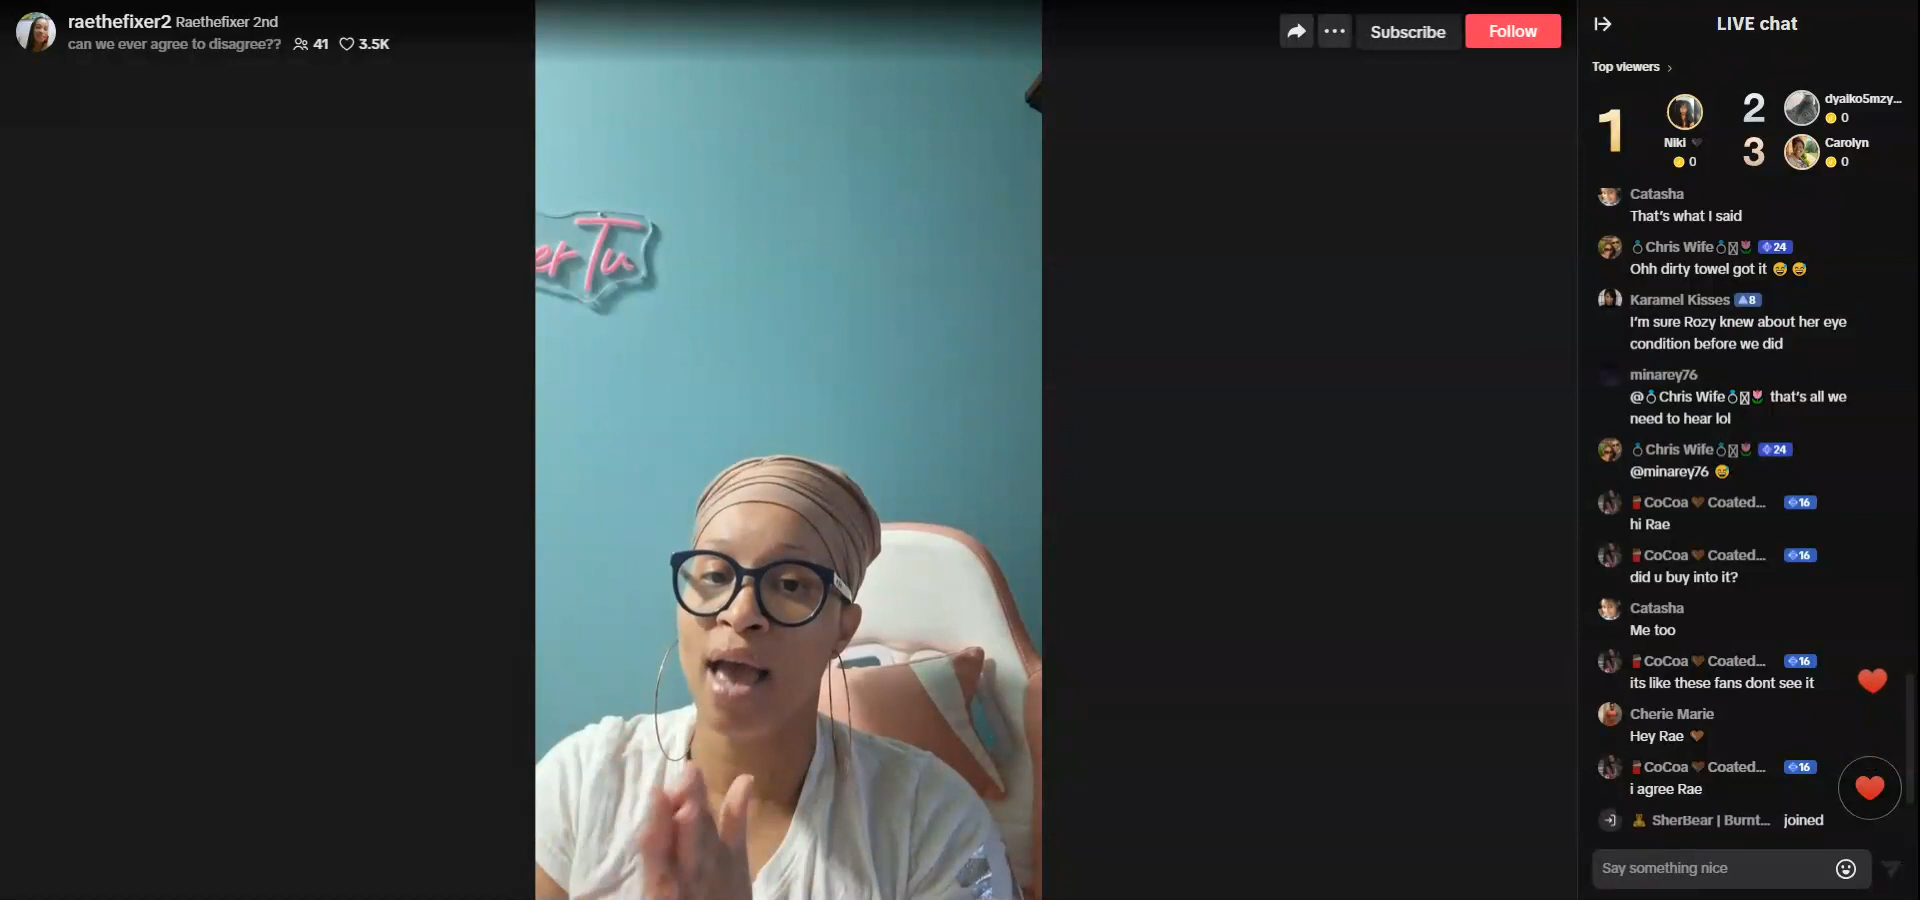 raethefixer2 Raethefixer 2nd
can we ever agree to disagree?? 41 3.5K
Subscribe
Follow
er Tu
LIVE chat
Top viewers
1
Niki
0
2
dyaiko5mzy...
0
3
Carolyn
0
Catasha
That's what I said
Chris Wife 24
Ohh dirty towel got it
Karamel Kisses 8
I'm sure Rozy knew about her eye
condition before we did
minarey76
@Chris Wife that's all we
need to hear lol
Chris Wife 24
@minarey76
CoCoa Coated... 16
hi Rae
CoCoa Coated... 16
did u buy into it?
Catasha
Me too
CoCoa Coated... 16
its like these fans dont see it
Cherie Marie
Hey Rae
CoCoa Coated... 16
i agree Rae
SherBear | Burnt... joined
Say something nice